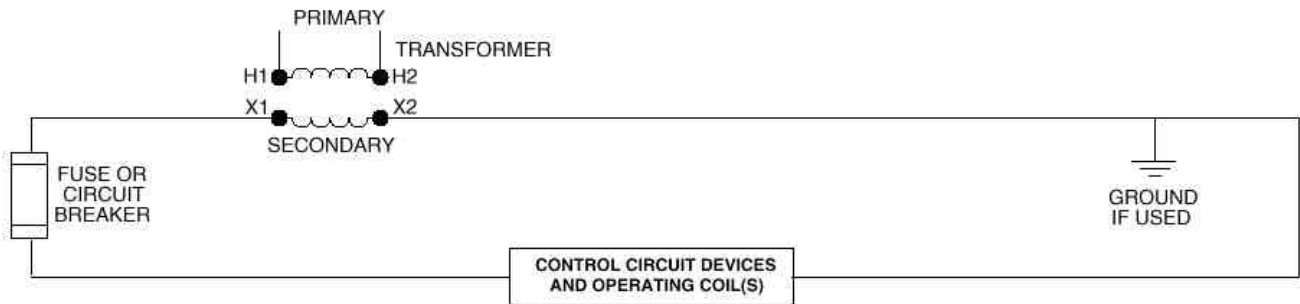 PRIMARY
TRANSFORMER
H1
H2
X1
X2
SECONDARY
FUSE OR
CIRCUIT
BREAKER
GROUND
IF USED
CONTROL CIRCUIT DEVICES
AND OPERATING COIL(S)